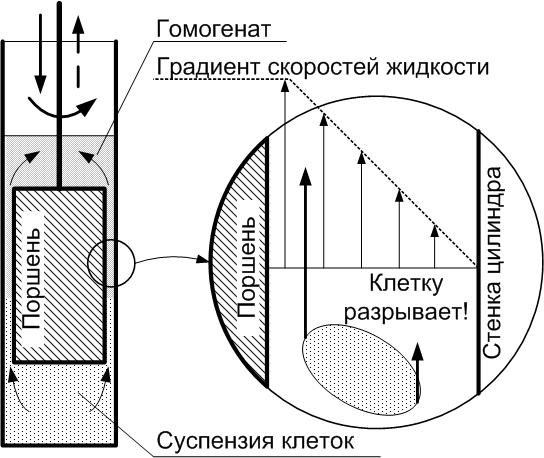 Гомогенат
Градиент скоростей жидкости
Поршень
Поршень
Стенка цилиндра
Клетку
разрывает!
Суспензия клеток